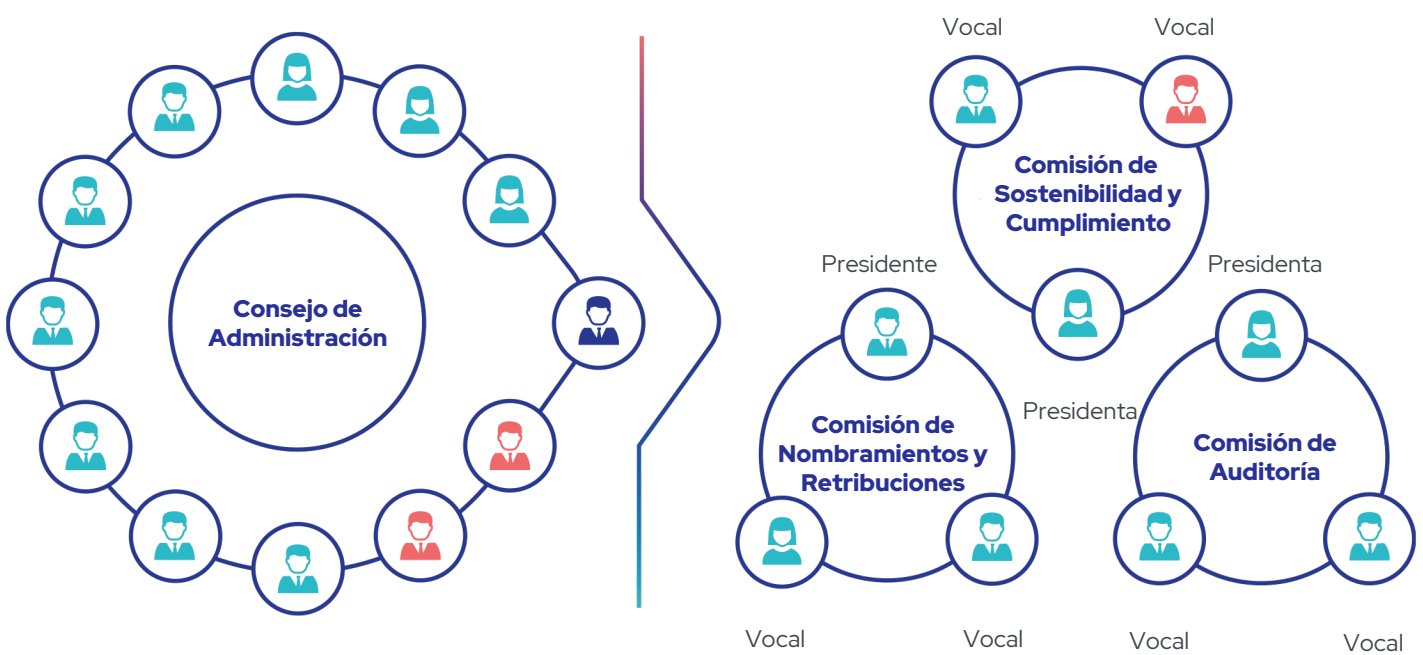 Consejo de
Administración
Vocal
Vocal
Comisión de
Sostenibilidad y
Cumplimiento
Presidente
Presidenta
Presidenta
Comisión de
Nombramientos y
Retribuciones
Comisión de
Auditoría
Vocal
Vocal
Vocal
Vocal